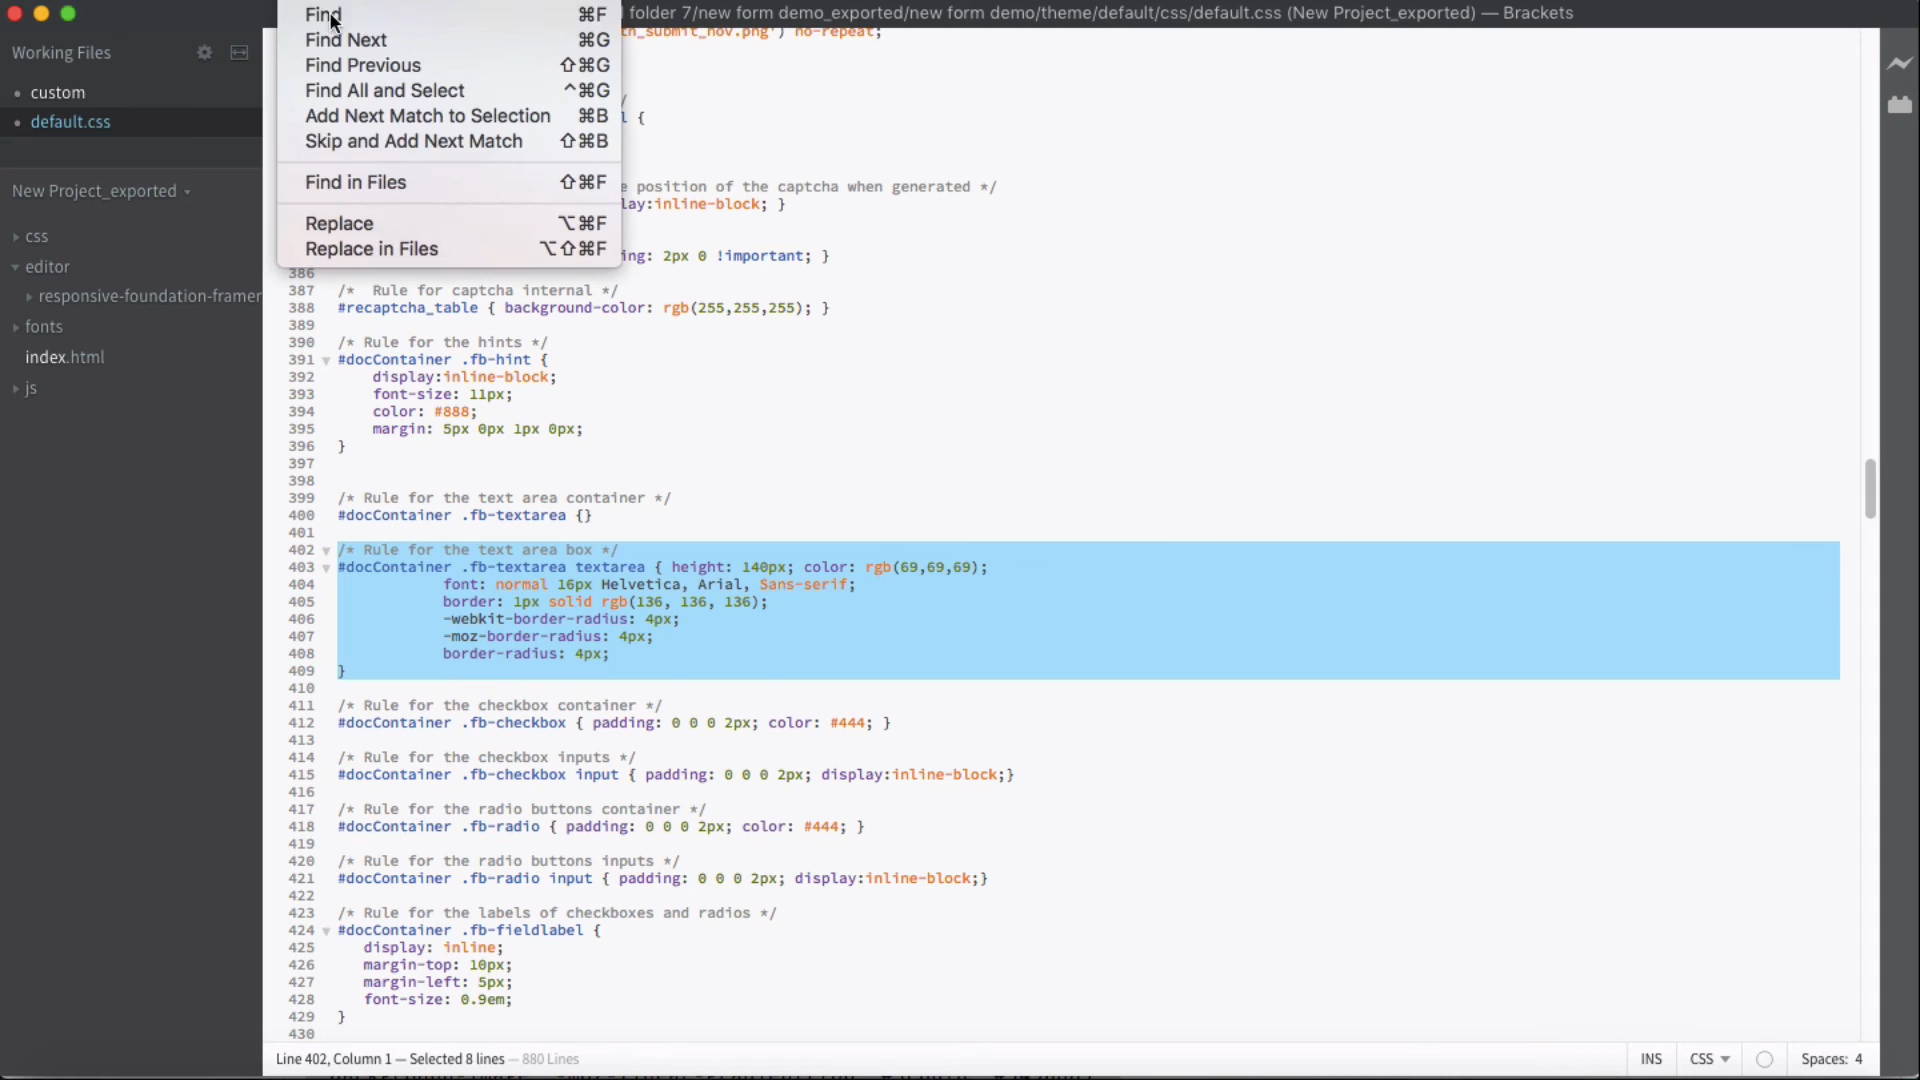 Find ⌘F
folder 7/new form demo_exported/new form demo/theme/default/css/default.css (New Project_exported) — Brackets
Working Files
custom
default.css
New Project_exported
css
editor
responsive-foundation-framer
fonts
index.html
js
Find Next ⌘G
Find Previous ⇧⌘G
Find All and Select ^⌘G
Add Next Match to Selection ⌘B
Skip and Add Next Match ⇧⌘B
Find in Files ⇧⌘F
Replace ⌥⌘F
Replace in Files ⌥⇧⌘F
no-repeat;
/
l {
e position of the captcha when generated */
lay:inline-block; }
ing: 2px 0 !important; }
386
387 /*  Rule for captcha internal */
388 #recaptcha_table { background-color: rgb(255,255,255); }
389
390 /* Rule for the hints */
391 #docContainer .fb-hint {
392 display:inline-block;
393 font-size: 11px;
394 color: #888;
395 margin: 5px 0px 1px 0px;
396 }
397
398
399 /* Rule for the text area container */
400 #docContainer .fb-textarea {}
401
402 /* Rule for the text area box */
403 #docContainer .fb-textarea textarea { height: 140px; color: rgb(69,69,69);
404 font: normal 16px Helvetica, Arial, Sans-serif;
405 border: 1px solid rgb(136, 136, 136);
406 -webkit-border-radius: 4px;
407 -moz-border-radius: 4px;
408 border-radius: 4px;
409 }
410
411 /* Rule for the checkbox container */
412 #docContainer .fb-checkbox { padding: 0 0 0 2px; color: #444; }
413
414 /* Rule for the checkbox inputs */
415 #docContainer .fb-checkbox input { padding: 0 0 0 2px; display:inline-block;}
416
417 /* Rule for the radio buttons container */
418 #docContainer .fb-radio { padding: 0 0 0 2px; color: #444; }
419
420 /* Rule for the radio buttons inputs */
421 #docContainer .fb-radio input { padding: 0 0 0 2px; display:inline-block;}
422
423 /* Rule for the labels of checkboxes and radios */
424 #docContainer .fb-fieldlabel {
425 display: inline;
426 margin-top: 10px;
427 margin-left: 5px;
428 font-size: 0.9em;
429 }
430
Line 402, Column 1 — Selected 8 lines — 880 Lines
INS CSS Spaces: 4